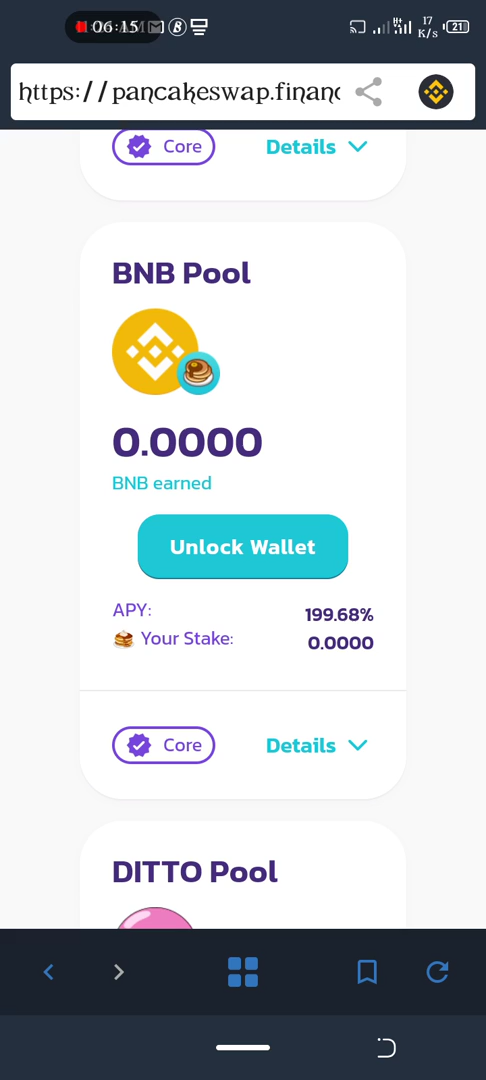 06:15
17
K/s
21
https://pancakeswap.financ
Core
Details
BNB Pool
0.0000
BNB earned
Unlock Wallet
APY:
199.68%
Your Stake:
0.0000
Core
Details
DITTO Pool